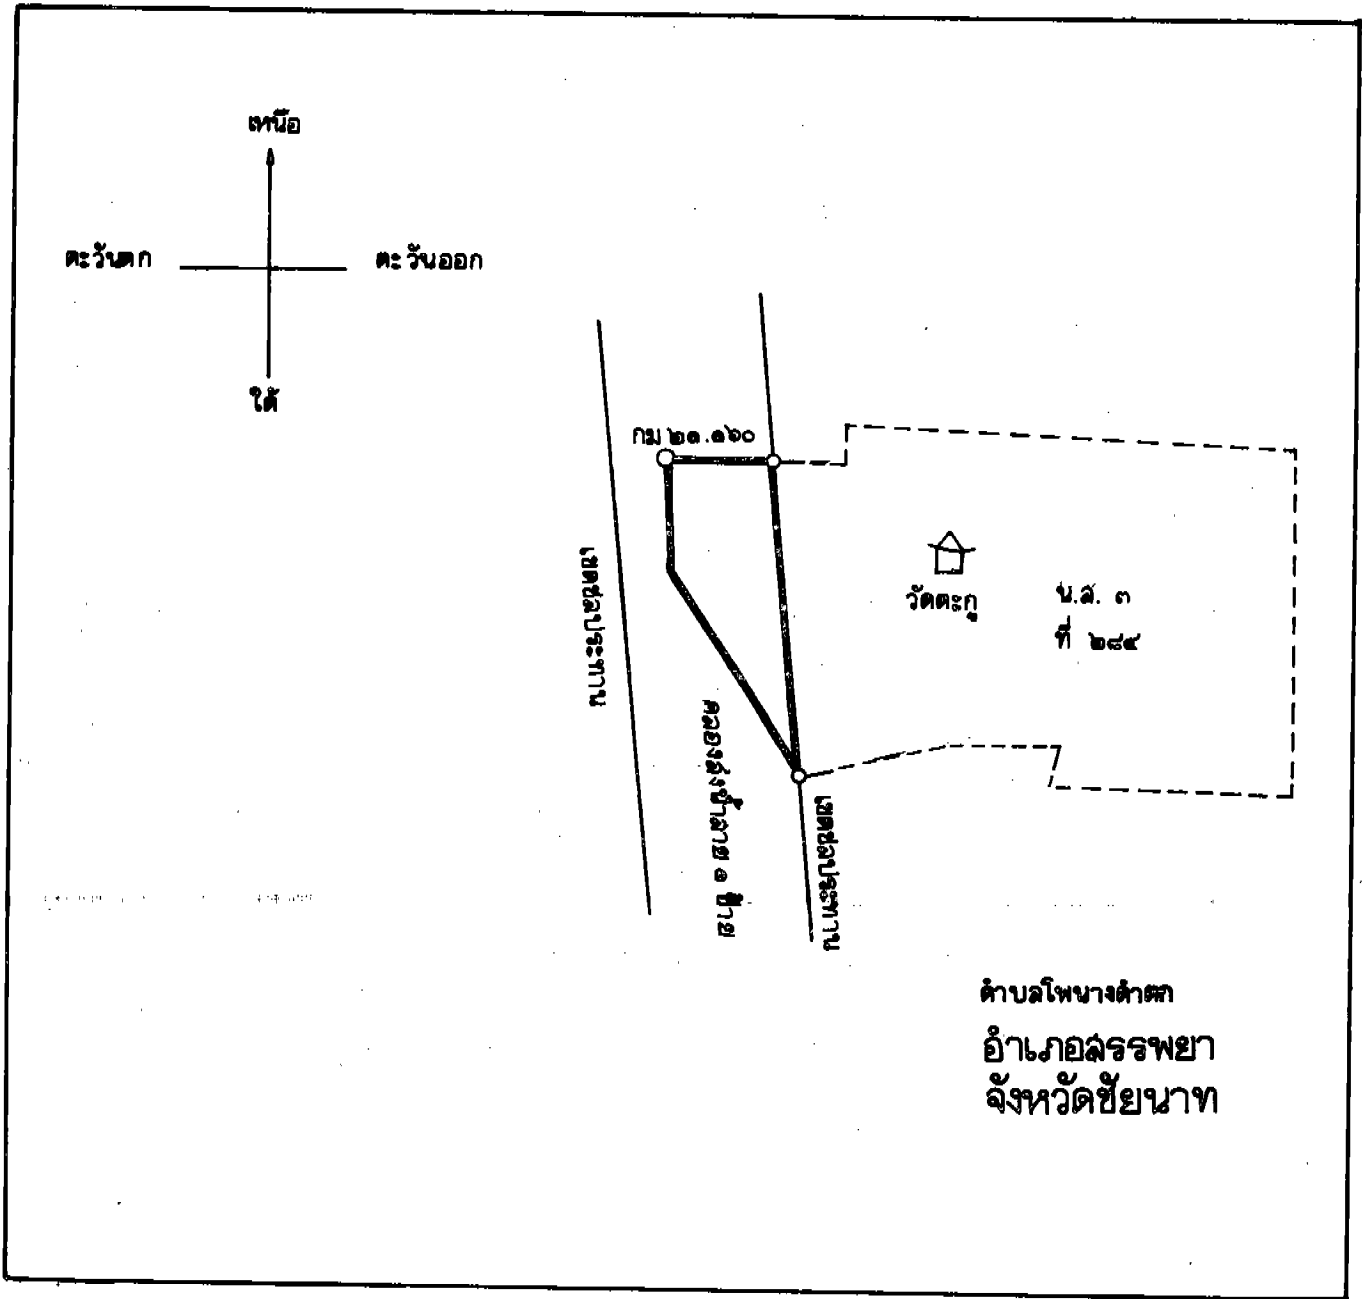 เหนือ
ตะวันตก
ตะวันออก
ใต้
กม ๒๑.๑๖๐
เขตชลประทาน
วัดตะกู
น.ส. ๓
ที่ ๒๘๕
คลองส่งน้ำสาย ๑ ซ้าย
เขตชลประทาน
ตำบลโพนางดำตก
อำเภอสรรพยา
จังหวัดชัยนาท